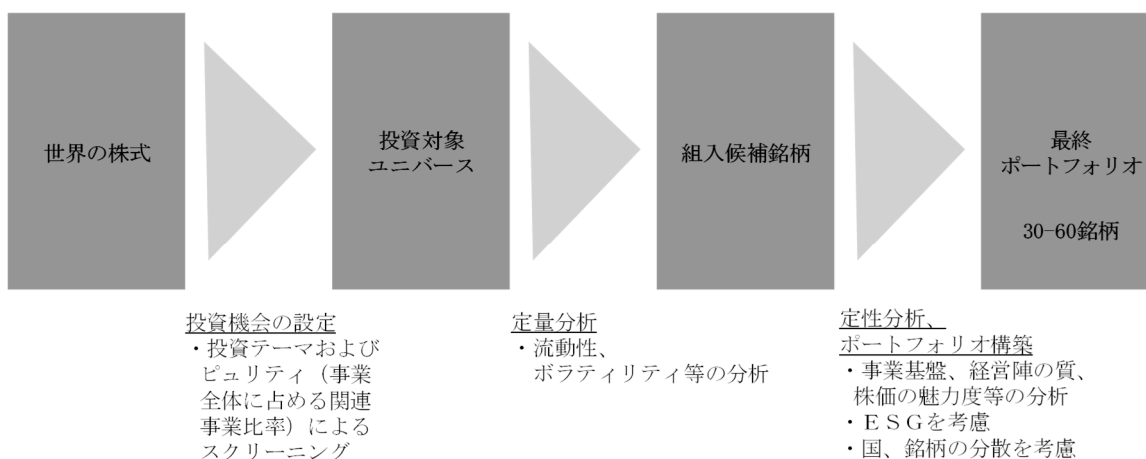 世界の株式
投資対象
ユニバース
組入候補銘柄
最終
ポートフォリオ
30-60銘柄
投資機会の設定
・投資テーマおよび
ピュリティ（事業
全体に占める関連
事業比率）による
スクリーニング
定量分析
・流動性、
ボラティリティ等の分析
定性分析、
ポートフォリオ構築
・事業基盤、経営陣の質、
株価の魅力度等の分析
・ＥＳＧを考慮
・国、銘柄の分散を考慮